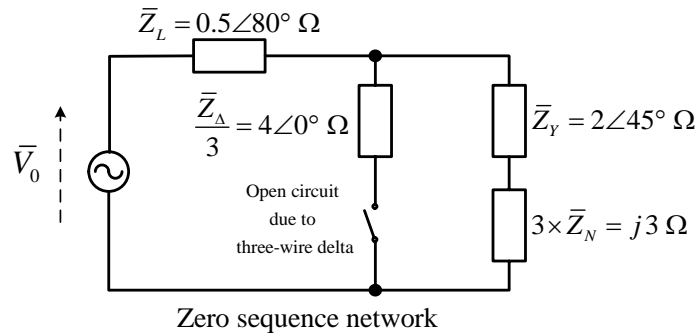 Z̅_L = 0.5∠80° Ω
Z̅_Δ/3 = 4∠0° Ω
Z̅_Y = 2∠45° Ω
V̅_0
Open circuit
due to
three-wire delta
3 × Z̅_N = j3 Ω
Zero sequence network